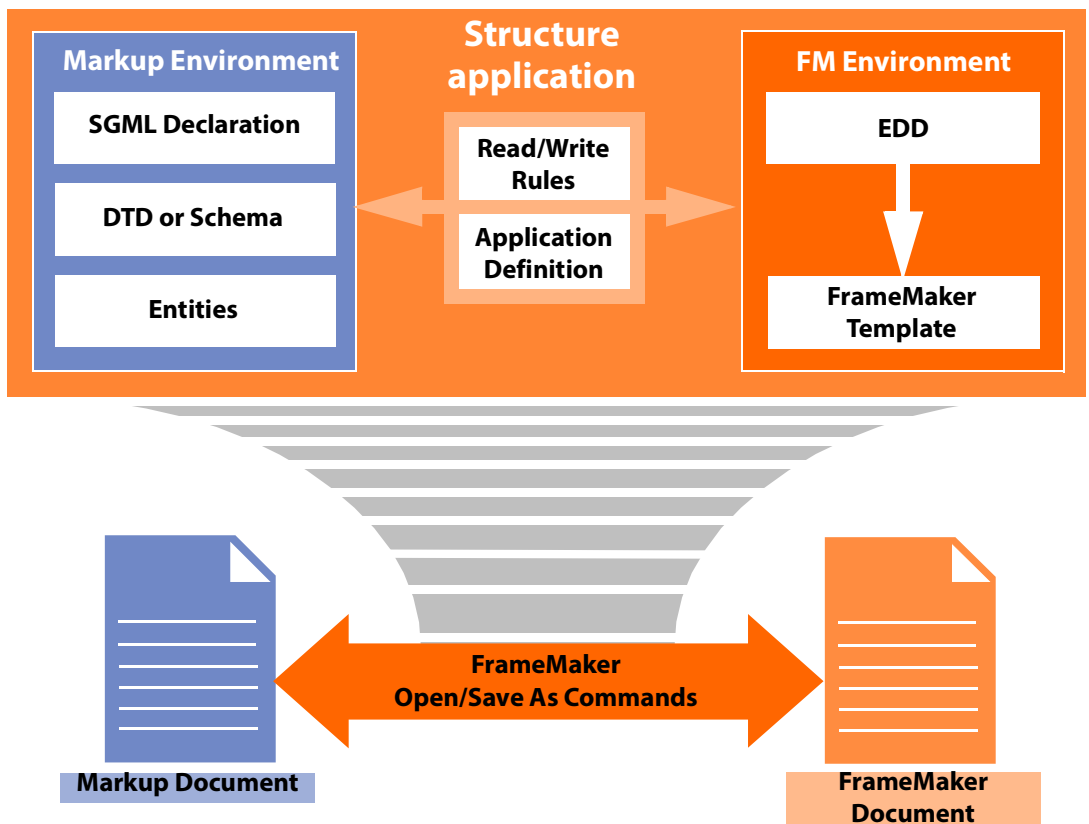 Structure
application
Markup Environment
SGML Declaration
DTD or Schema
Entities
Read/Write
Rules
Application
Definition
FM Environment
EDD
FrameMaker
Template
FrameMaker
Open/Save As Commands
Markup Document
FrameMaker
Document